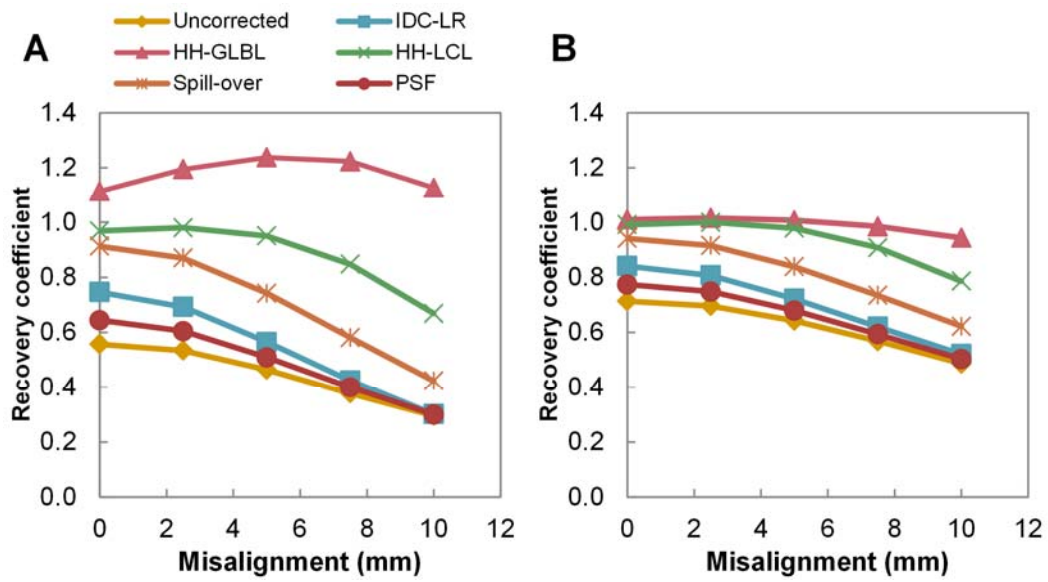 Uncorrected IDC-LR
A HH-GLBL HH-LCL B
Spill-over PSF
1.4 1.4
1.2 1.2
1.0 1.0
0.8 0.8
0.6 0.6
0.4 0.4
0.2 0.2
0.0 0.0
Recovery coefficient Recovery coefficient
0 2 4 6 8 10 12 0 2 4 6 8 10 12
Misalignment (mm) Misalignment (mm)